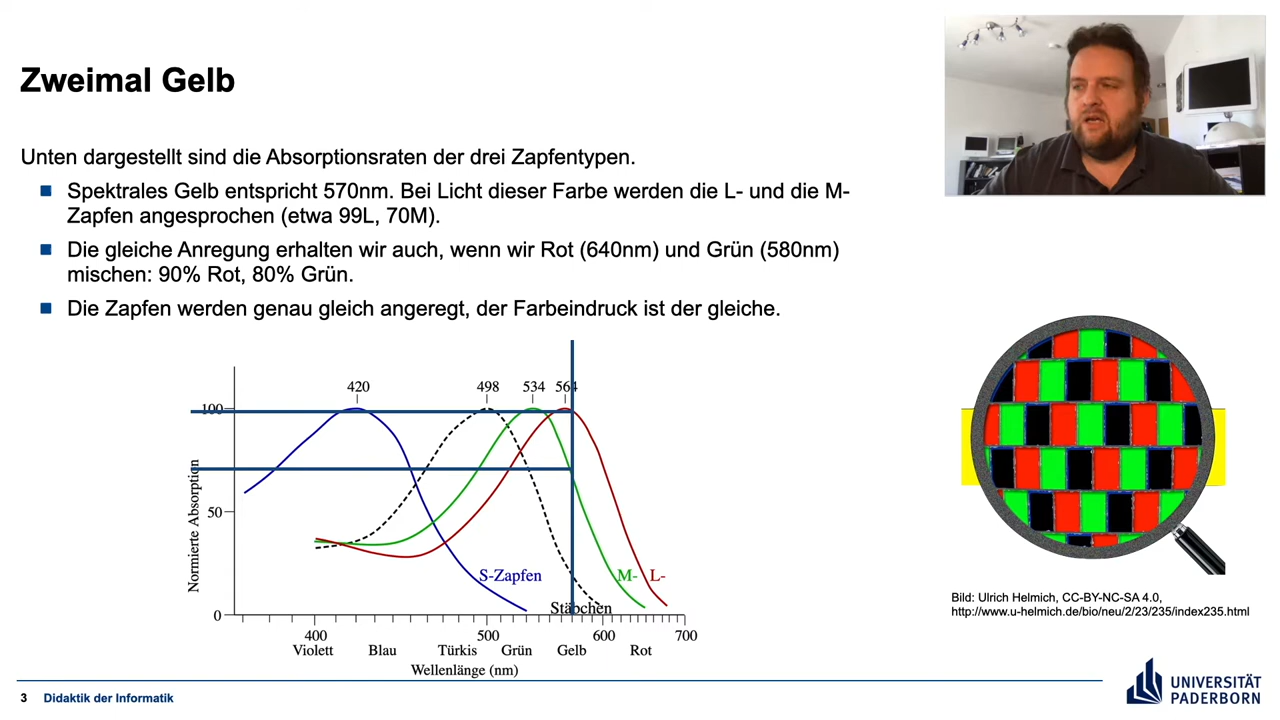 Zweimal Gelb
Unten dargestellt sind die Absorptionsraten der drei Zapfentypen.
Spektrales Gelb entspricht 570nm. Bei Licht dieser Farbe werden die L- und die M-
Zapfen angesprochen (etwa 99L, 70M).
Die gleiche Anregung erhalten wir auch, wenn wir Rot (640nm) und Grün (580nm)
mischen: 90% Rot, 80% Grün.
Die Zapfen werden genau gleich angeregt, der Farbeindruck ist der gleiche.
420 498 534 564
100
50
0
Normierte Absorption
S-Zapfen
M- L-
Stäbchen
400 500 600 700
Violett Blau Türkis Grün Gelb Rot
Wellenlänge (nm)
Bild: Ulrich Helmich, CC-BY-NC-SA 4.0,
http://www.u-helmich.de/bio/neu/2/23/235/index235.html
3 Didaktik der Informatik
UNIVERSITÄT
PADERBORN